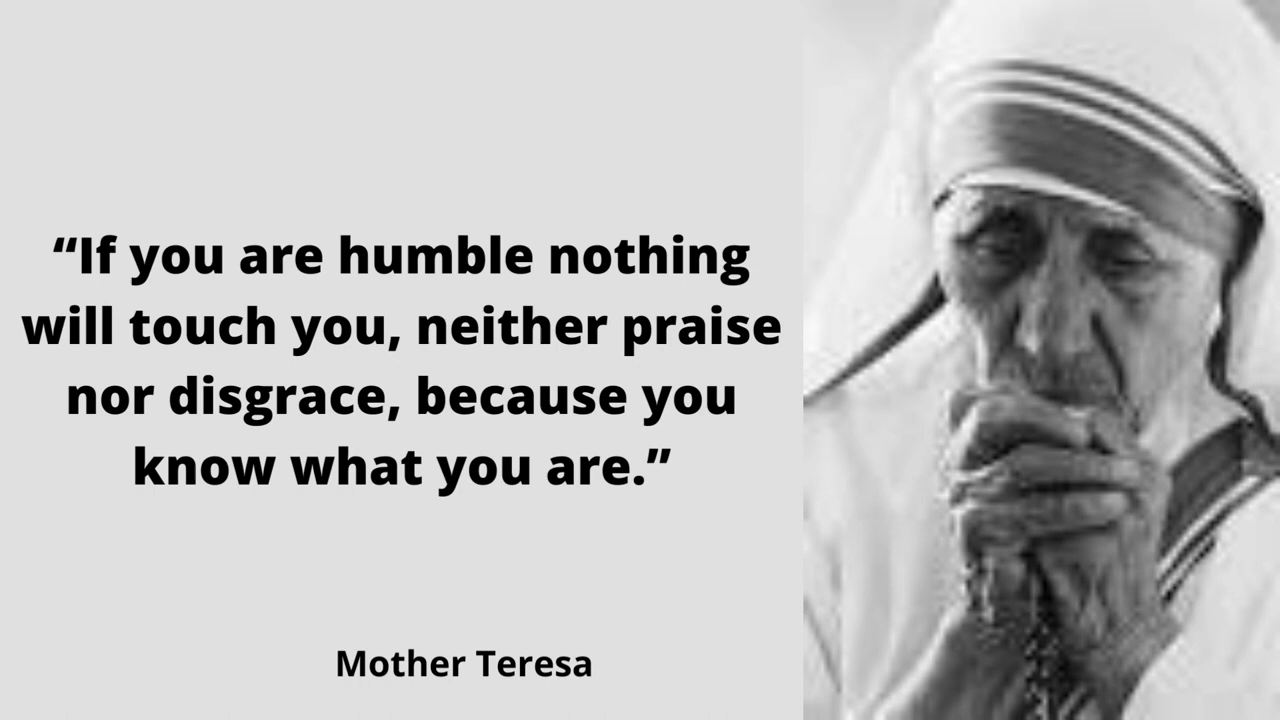 “If you are humble nothing
will touch you, neither praise
nor disgrace, because you
know what you are.”
Mother Teresa